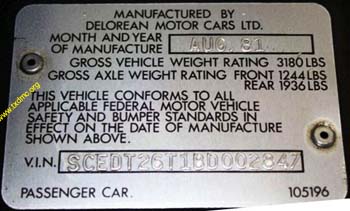 MANUFACTURED BY
DELOREAN MOTOR CARS LTD.
MONTH AND YEAR
OF MANUFACTURE AUG. 81
GROSS VEHICLE WEIGHT RATING 3180 LBS
GROSS AXLE WEIGHT RATING FRONT 1244 LBS
REAR 1936 LBS
THIS VEHICLE CONFORMS TO ALL
APPLICABLE FEDERAL MOTOR VEHICLE
SAFETY AND BUMPER STANDARDS IN
EFFECT ON THE DATE OF MANUFACTURE
SHOWN ABOVE.
V.I.N. SCEDT26T1BD002847
PASSENGER CAR. 105196
www.txdmc.org